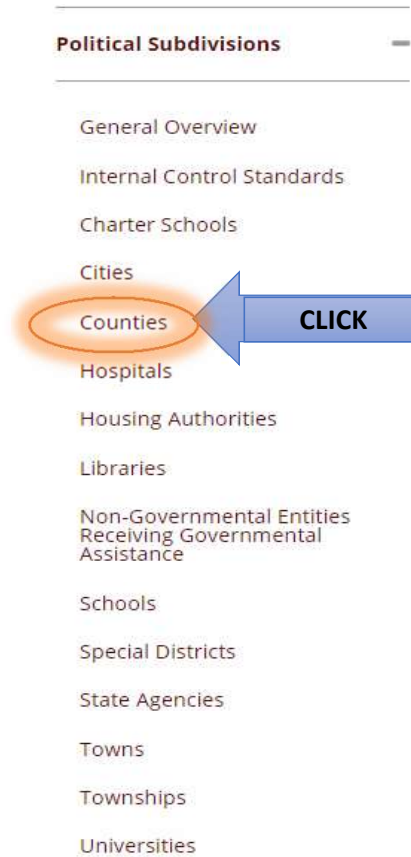 Political Subdivisions
General Overview
Internal Control Standards
Charter Schools
Cities
Counties
CLICK
Hospitals
Housing Authorities
Libraries
Non-Governmental Entities
Receiving Governmental
Assistance
Schools
Special Districts
State Agencies
Towns
Townships
Universities